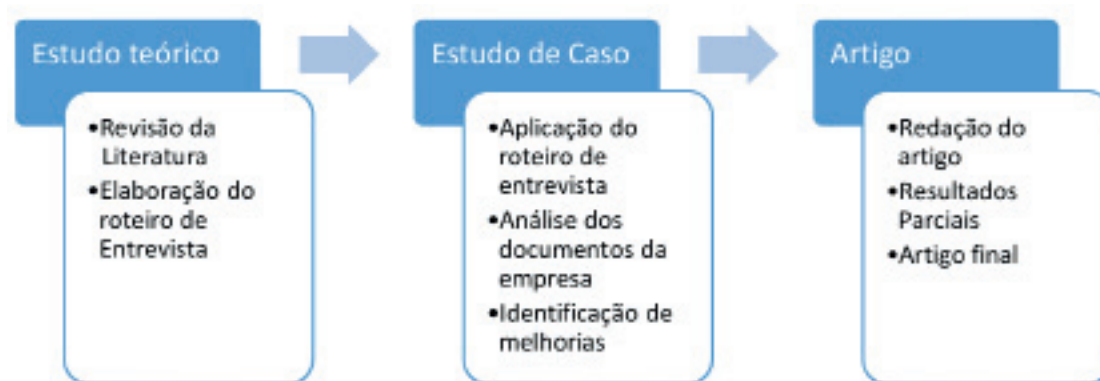 Estudo teórico
•Revisão da
Literatura
•Elaboração do
roteiro de
Entrevista
Estudo de Caso
•Aplicação do
roteiro de
entrevista
•Análise dos
documentos da
empresa
•Identificação de
melhorias
Artigo
•Redação do
artigo
•Resultados
Parciais
•Artigo final